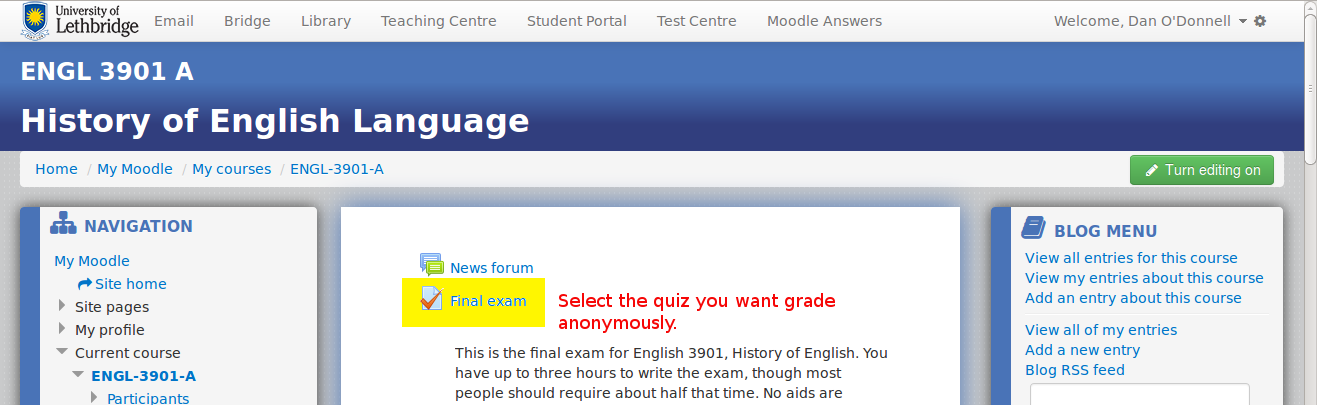 University of
Lethbridge
Email
Bridge
Library
Teaching Centre
Student Portal
Test Centre
Moodle Answers
Welcome, Dan O'Donnell
ENGL 3901 A
History of English Language
Home / My Moodle / My courses / ENGL-3901-A
Turn editing on
NAVIGATION
My Moodle
Site home
Site pages
My profile
Current course
ENGL-3901-A
Participants
News forum
Final exam
Select the quiz you want grade
anonymously.
This is the final exam for English 3901, History of English. You
have up to three hours to write the exam, though most
people should require about half that time. No aids are
BLOG MENU
View all entries for this course
View my entries about this course
Add an entry about this course
View all of my entries
Add a new entry
Blog RSS feed